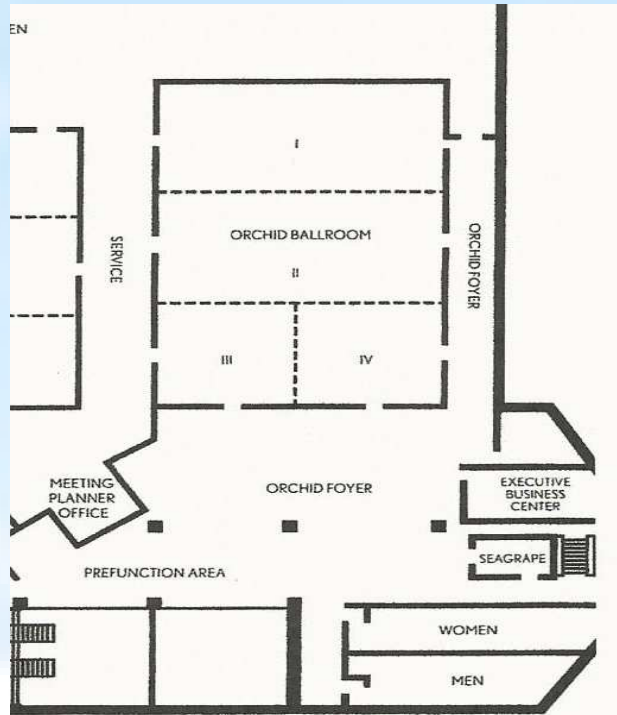 EN
I
ORCHID BALLROOM
II
SERVICE
ORCHID FOYER
III
IV
MEETING
PLANNER
OFFICE
ORCHID FOYER
EXECUTIVE
BUSINESS
CENTER
SEAGRAPE
PREFUNCTION AREA
WOMEN
MEN